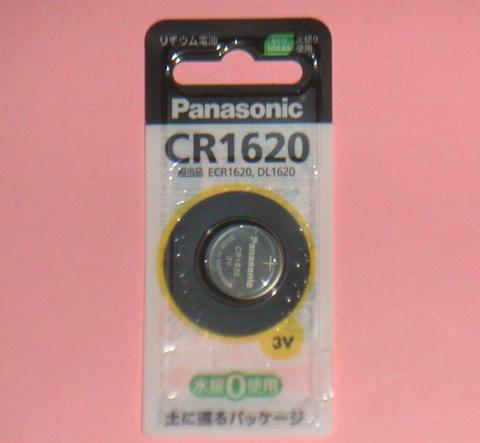 リチウム電池
eco ideas
水銀0
使用
Panasonic
CR1620
相当品 ECR1620, DL1620
Panasonic
CR1620
3V
+
3V
水銀0使用
土に還るパッケージ